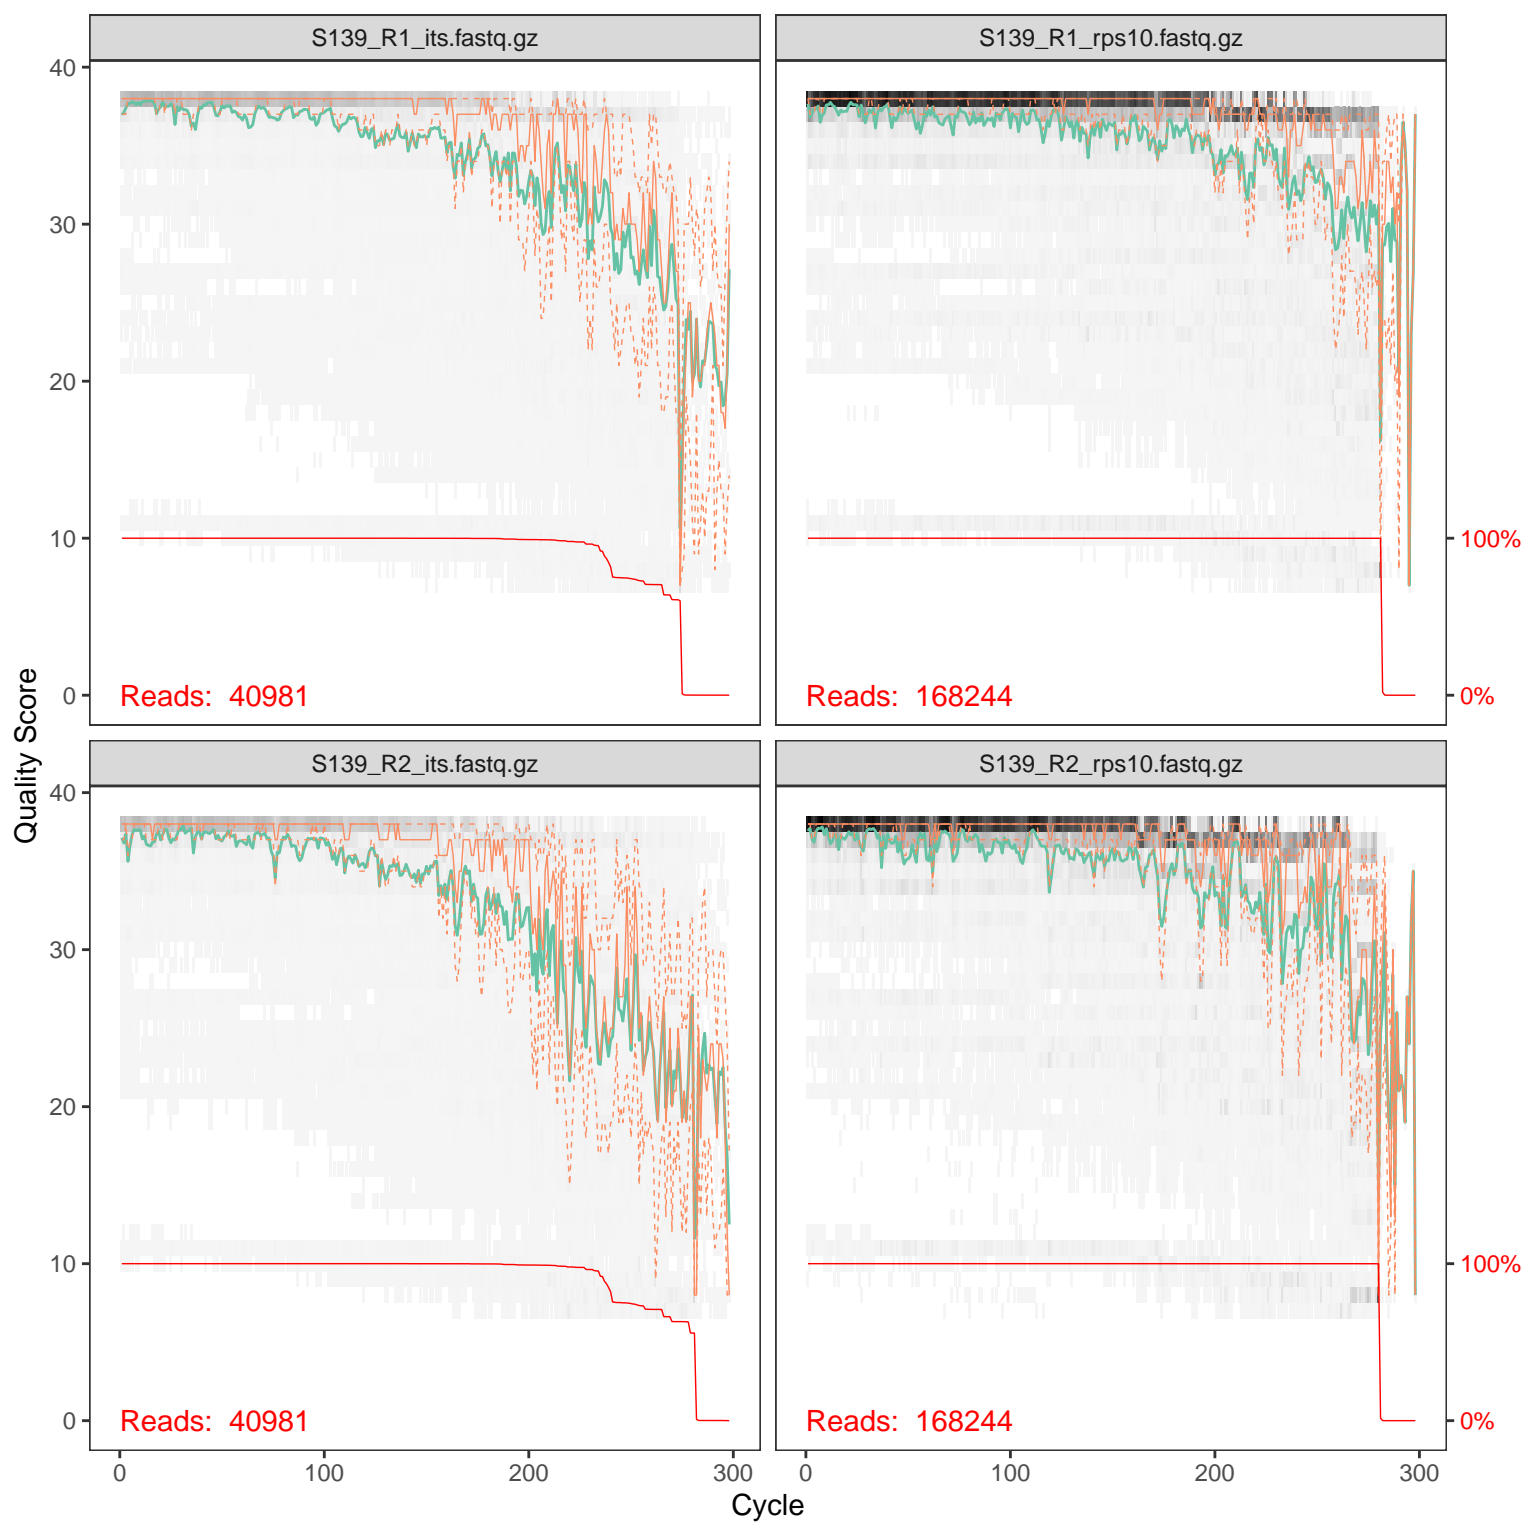 S139_R1_its.fastq.gz
S139_R1_rps10.fastq.gz
40
30
20
10
0
100%
0%
Reads: 40981
Reads: 168244
Quality Score
S139_R2_its.fastq.gz
S139_R2_rps10.fastq.gz
40
30
20
10
0
100%
0%
Reads: 40981
Reads: 168244
0 100 200 300
0 100 200 300
Cycle